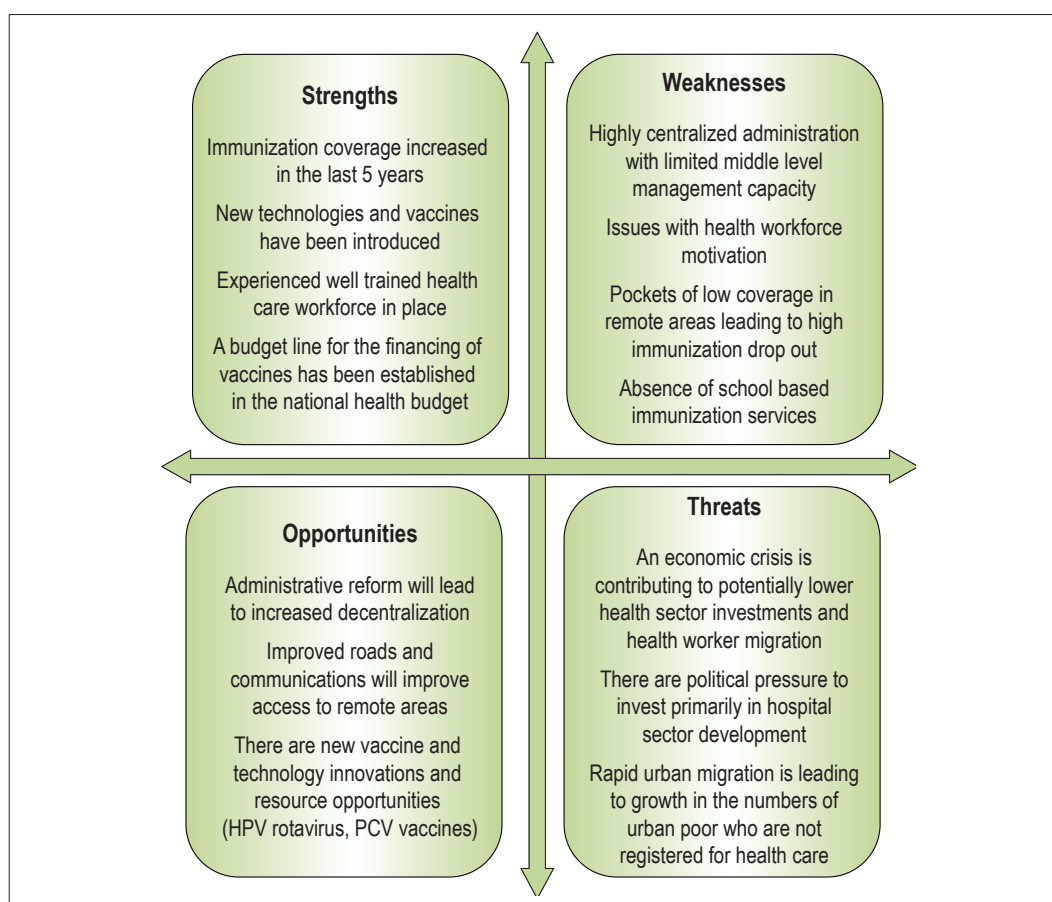 Strengths
Immunization coverage increased
in the last 5 years
New technologies and vaccines
have been introduced
Experienced well trained health
care workforce in place
A budget line for the financing of
vaccines has been established
in the national health budget
Weaknesses
Highly centralized administration
with limited middle level
management capacity
Issues with health workforce
motivation
Pockets of low coverage in
remote areas leading to high
immunization drop out
Absence of school based
immunization services
Opportunities
Administrative reform will lead
to increased decentralization
Improved roads and
communications will improve
access to remote areas
There are new vaccine and
technology innovations and
resource opportunities
(HPV rotavirus, PCV vaccines)
Threats
An economic crisis is
contributing to potentially lower
health sector investments and
health worker migration
There are political pressure to
invest primarily in hospital
sector development
Rapid urban migration is leading
to growth in the numbers of
urban poor who are not
registered for health care